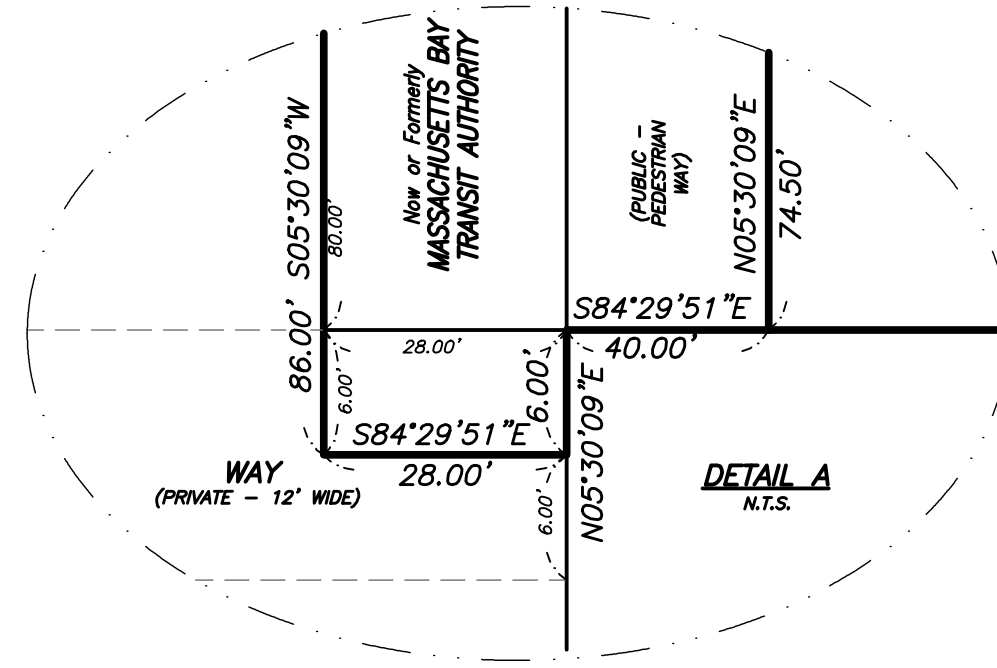 86.00' S05°30'09"W
80.00'
Now or Formerly
MASSACHUSETTS BAY
TRANSIT AUTHORITY
(PUBLIC -
PEDESTRIAN
WAY)
N05°30'09"E
74.50'
S84°29'51"E
40.00'
28.00'
6.00'
6.00'
N05°30'09"E
S84°29'51"E
28.00'
WAY
(PRIVATE - 12' WIDE)
6.00'
DETAIL A
N.T.S.